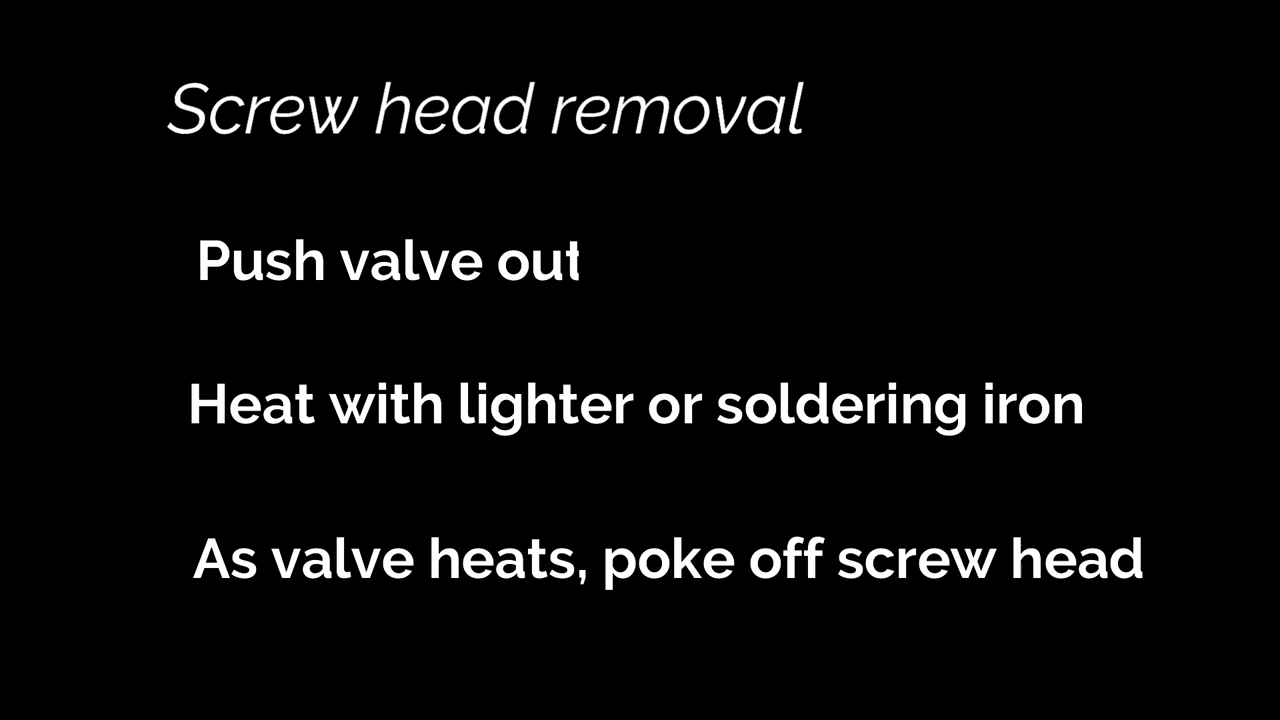 Screw head removal
Push valve out
Heat with lighter or soldering iron
As valve heats, poke off screw head